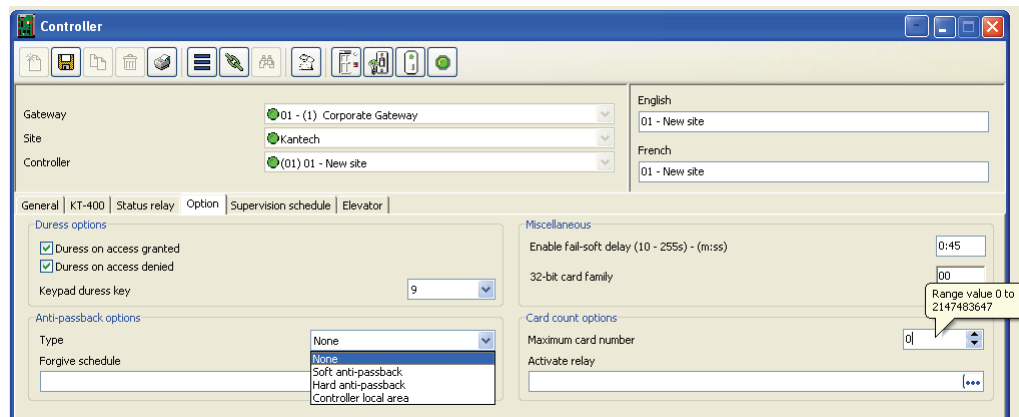 Controller
Gateway
01 - (1) Corporate Gateway
Site
Kantech
Controller
(01) 01 - New site
English
01 - New site
French
01 - New site
General KT-400 Status relay Option Supervision schedule Elevator
Duress options
Duress on access granted
Duress on access denied
Keypad duress key
9
Anti-passback options
Type
None
Forgive schedule
None
Soft anti-passback
Hard anti-passback
Controller local area
Miscellaneous
Enable fail-soft delay (10 - 255s) - (m:ss)
0:45
32-bit card family
00
Range value 0 to
2147483647
Card count options
Maximum card number
0
Activate relay